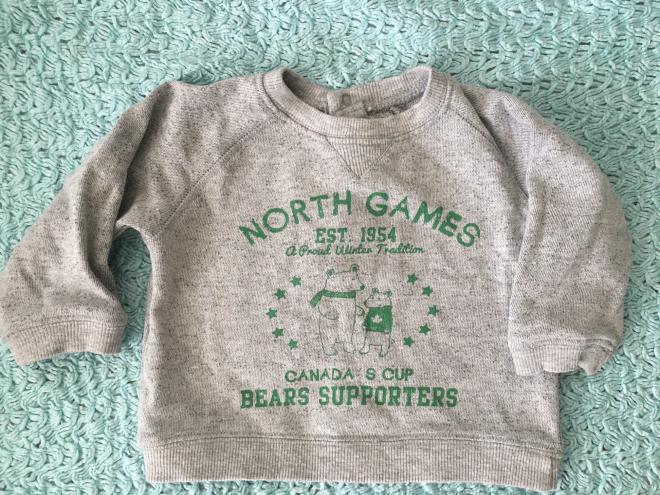 NORTH GAMES
EST. 1954
A Proud Winter Tradition
CANADA S CUP
BEARS SUPPORTERS